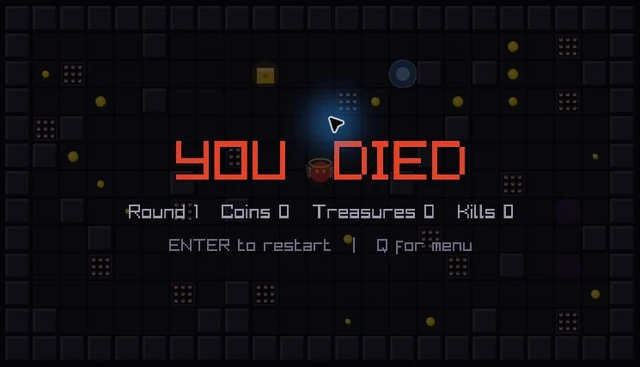 YOU DIED
Round 1 Coins 0 Treasures 0 Kills 0
ENTER to restart | Q for menu